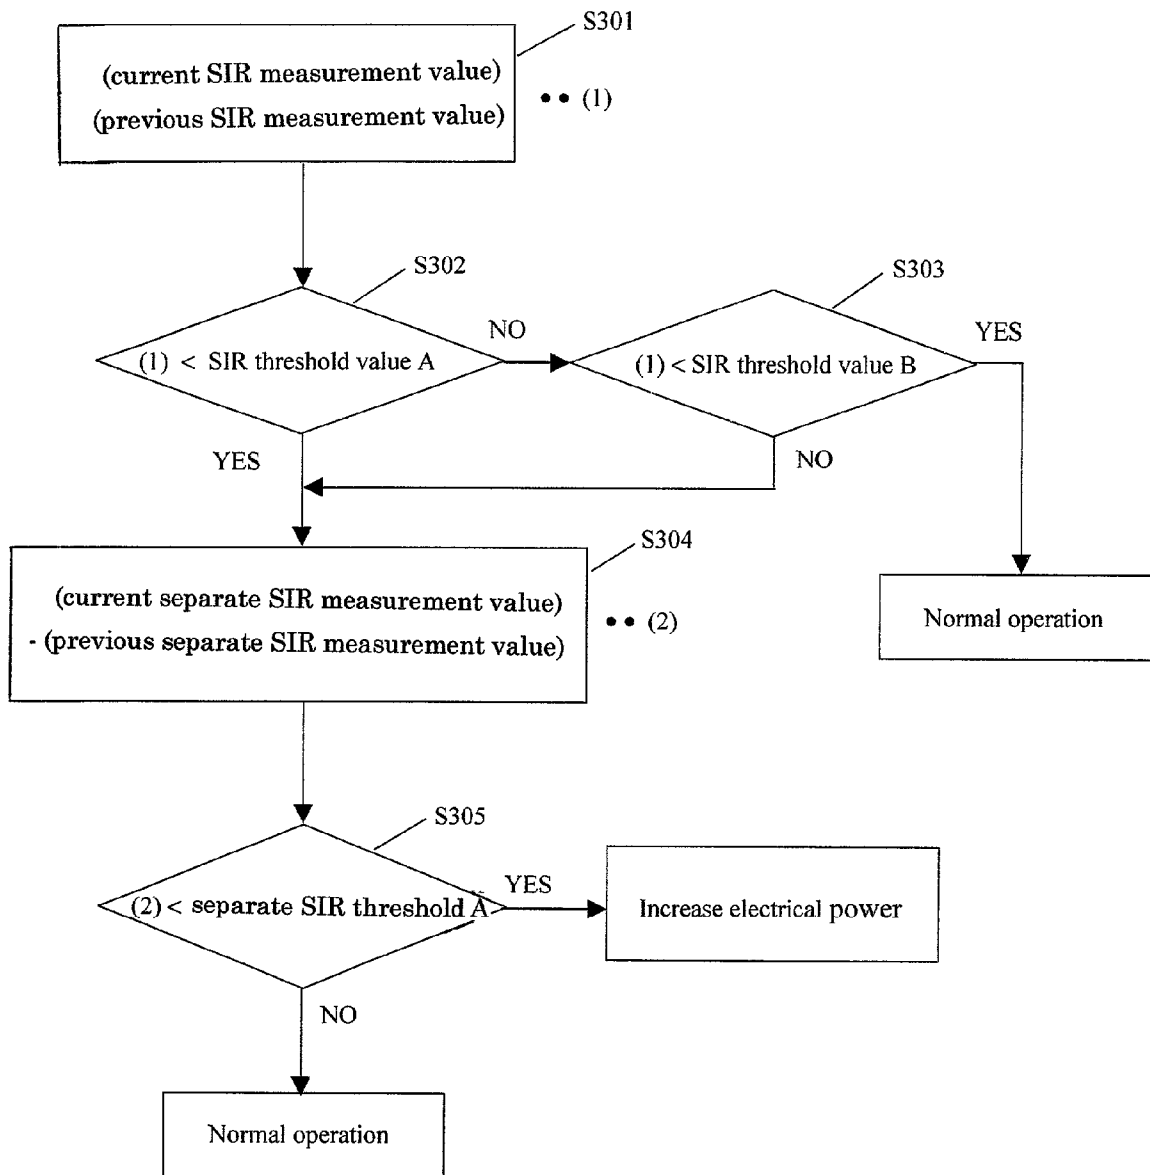 S301
(current SIR measurement value)
(previous SIR measurement value)
•• (1)
S302
(1) < SIR threshold value A
NO
S303
(1) < SIR threshold value B
YES
YES
NO
S304
(current separate SIR measurement value)
- (previous separate SIR measurement value)
•• (2)
Normal operation
S305
(2) < separate SIR threshold Ã
YES
Increase electrical power
NO
Normal operation